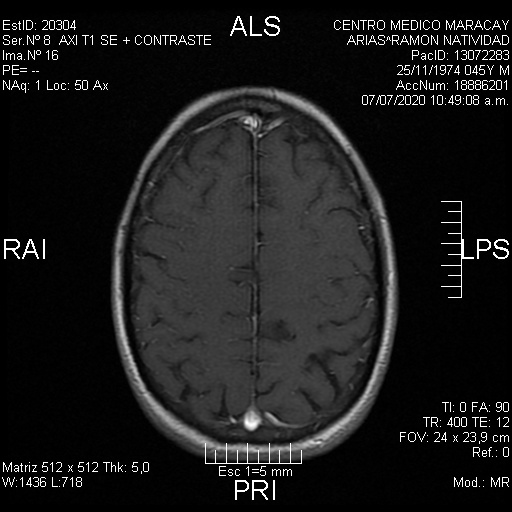 EstID: 20304
Ser.Nº 8 AXI T1 SE + CONTRASTE
Ima.Nº 16
PE= --
NAq: 1 Loc: 50 Ax
ALS
CENTRO MEDICO MARACAY
ARIAS^RAMON NATIVIDAD
PacID: 13072283
25/11/1974 045Y M
AccNum: 18886201
07/07/2020 10:49:08 a.m.
RAI
LPS
TI: 0 FA: 90
TR: 400 TE: 12
FOV: 24 x 23,9 cm
Ref.: 0
Matriz 512 x 512 Thk: 5,0
W:1436 L:718
Esc 1=5 mm
PRI
Mod.: MR